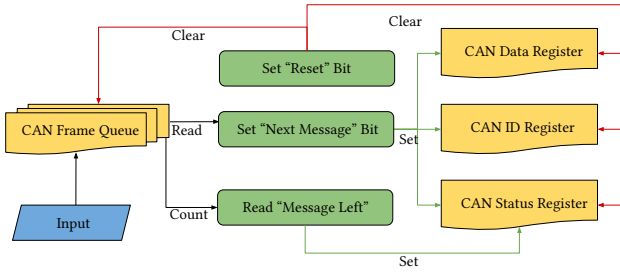 Clear
Clear
Set “Reset” Bit
CAN Data Register
CAN Frame Queue
Read
Set “Next Message” Bit
Set
CAN ID Register
Count
Read “Message Left”
CAN Status Register
Input
Set